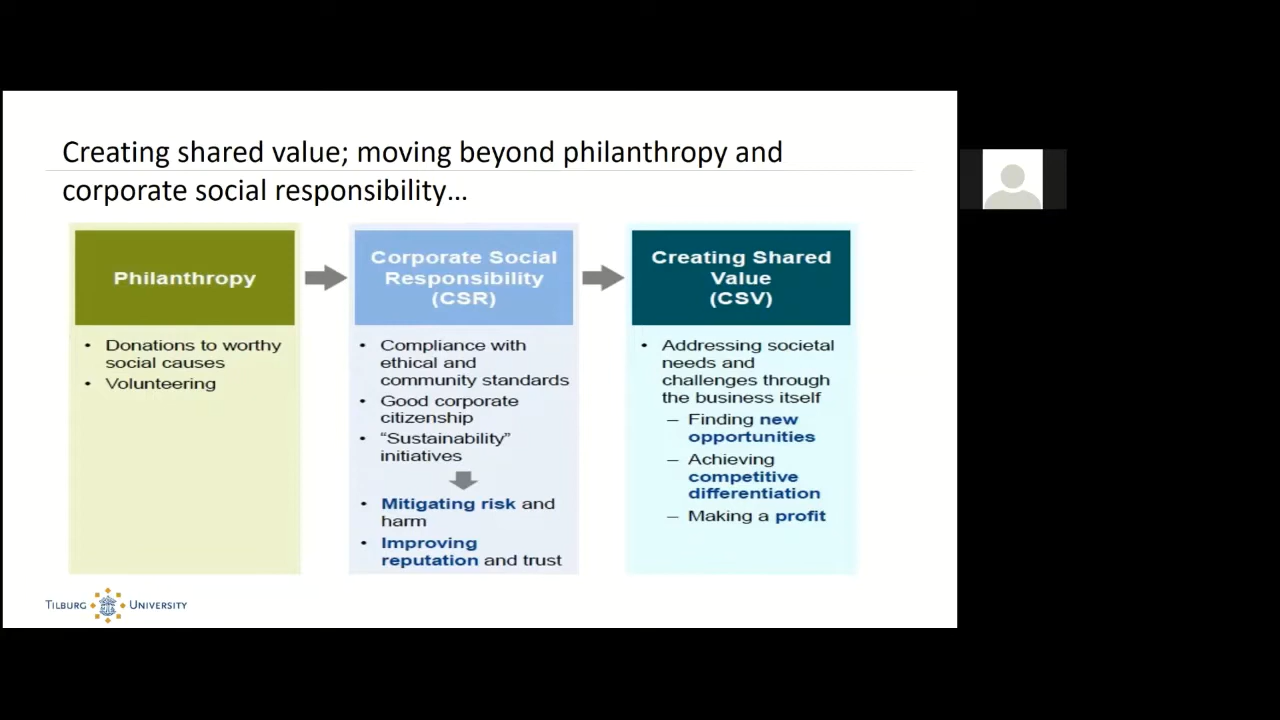 Creating shared value; moving beyond philanthropy and
corporate social responsibility…
Philanthropy
• Donations to worthy
social causes
• Volunteering
Corporate Social
Responsibility
(CSR)
• Compliance with
ethical and
community standards
• Good corporate
citizenship
• “Sustainability”
initiatives
• Mitigating risk and
harm
• Improving
reputation and trust
Creating Shared
Value
(CSV)
• Addressing societal
needs and
challenges through
the business itself
– Finding new
opportunities
– Achieving
competitive
differentiation
– Making a profit
TILBURG UNIVERSITY